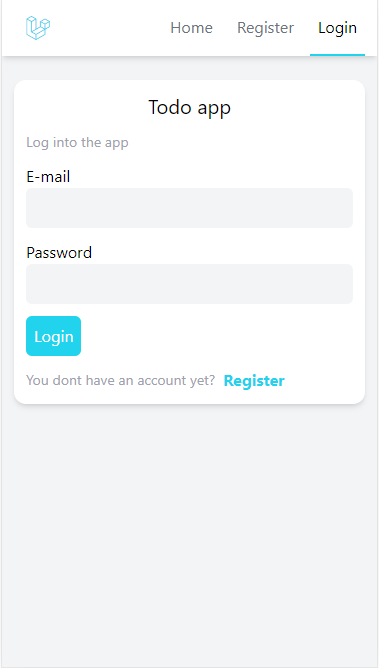 Home Register Login
Todo app
Log into the app
E-mail
Password
Login
You dont have an account yet? Register